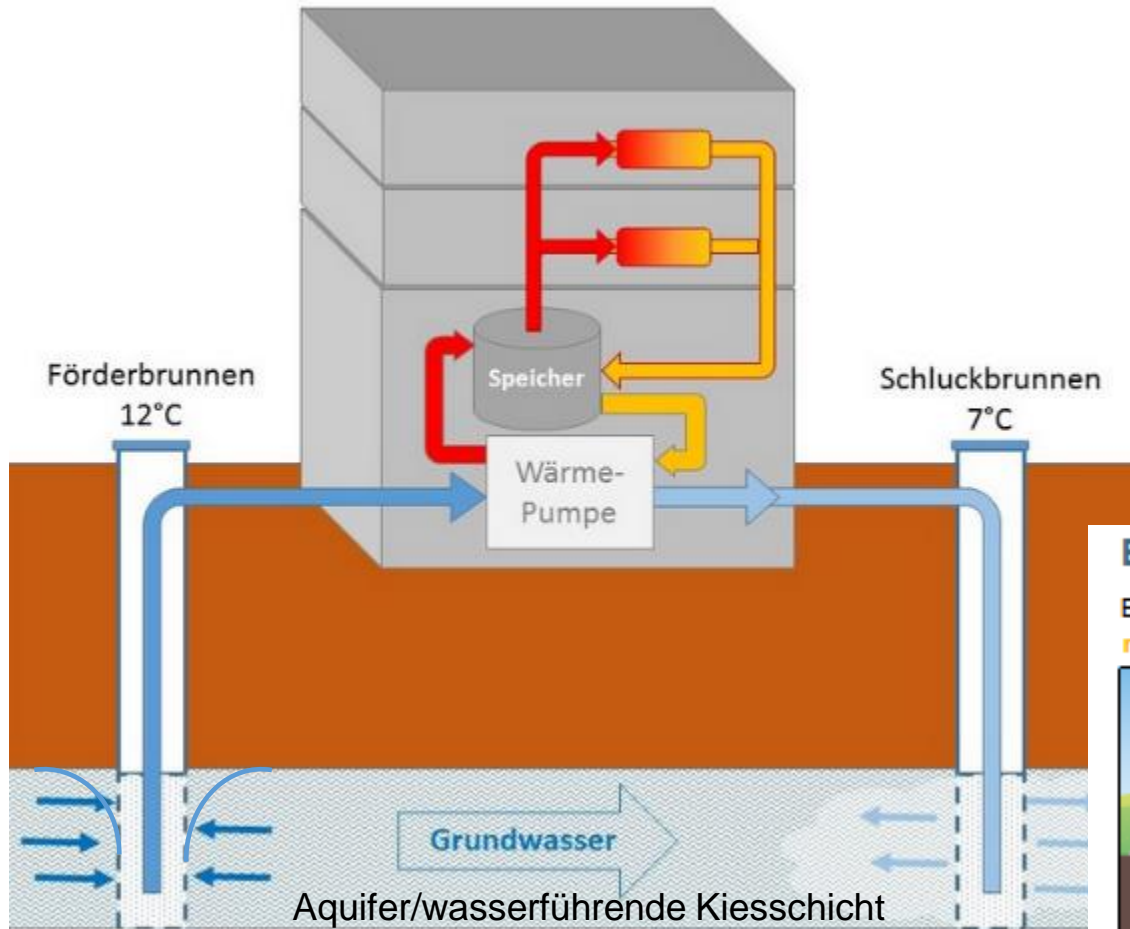 Förderbrunnen
12°C
Speicher
Schluckbrunnen
7°C
Wärme-
Pumpe
Grundwasser
Aquifer/wasserführende Kiesschicht